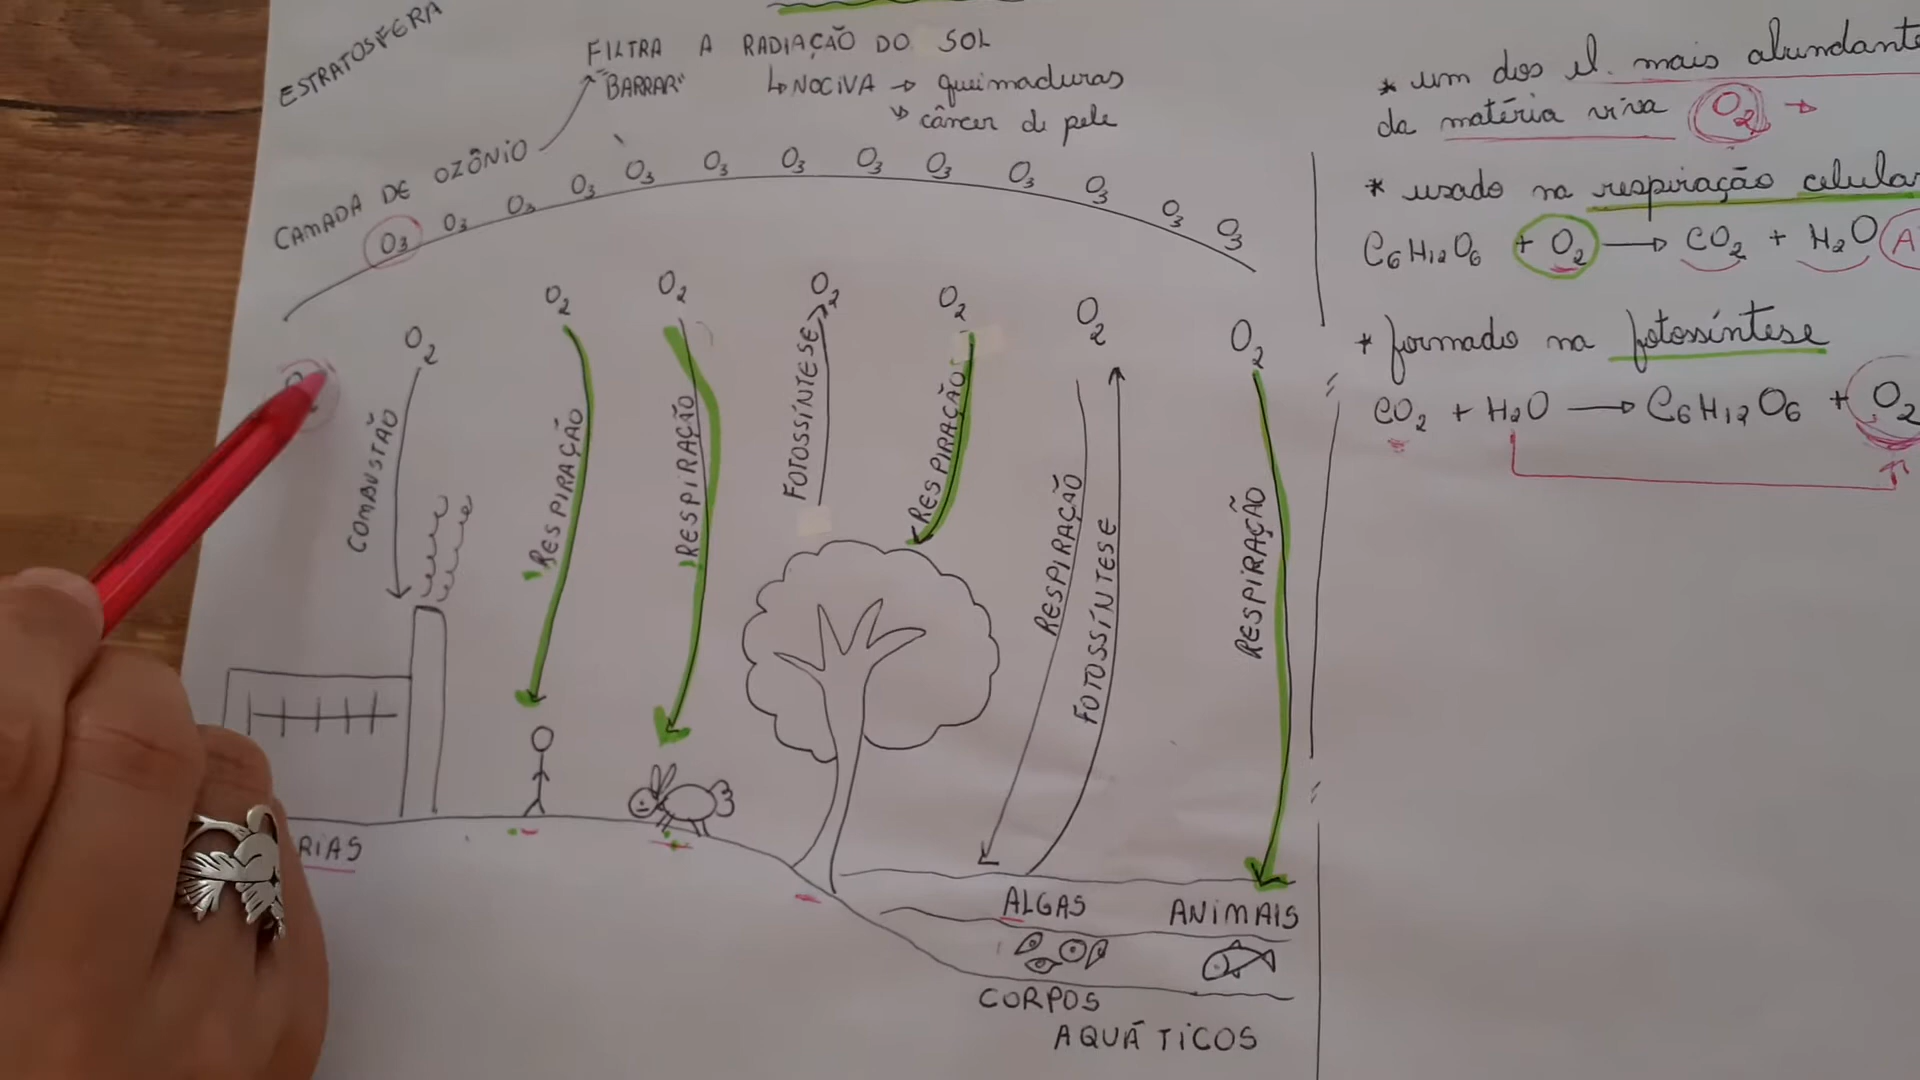 ESTRATOSFERA
FILTRA A RADIAÇÃO DO SOL
"BARRAR" ↳ NOCIVA → queimaduras
↘ câncer de pele
CAMADA DE OZÔNIO
O3 O3 O3 O3 O3 O3 O3 O3 O3 O3 O3 O3 O3
O2 O2 O2 O2 O2 O2 O2
COMBUSTÃO
RESPIRAÇÃO
RESPIRAÇÃO
FOTOSSÍNTESE
RESPIRAÇÃO
RESPIRAÇÃO
FOTOSSÍNTESE
RESPIRAÇÃO
RIAS
ALGAS ANIMAIS
CORPOS
AQUÁTICOS
* um dos el. mais abundante
da matéria viva O2 →
* usado na respiração celula
C6H12O6 + O2 → CO2 + H2O A
* formado na fotossíntese
CO2 + H2O → C6H12O6 + O2